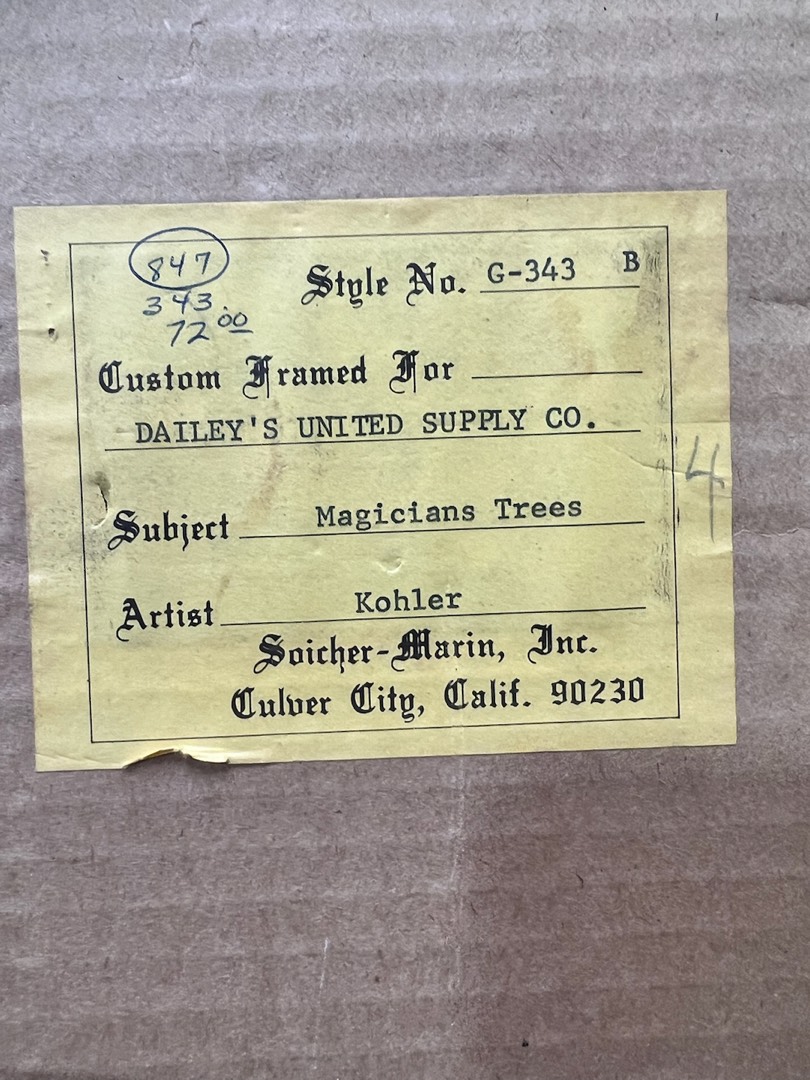 847
343.
72 00
Style No. G-343 B
Custom Framed For
DAILEY'S UNITED SUPPLY CO.
4
Subject Magicians Trees
Artist Kohler
Soicher-Marin, Inc.
Culver City, Calif. 90230